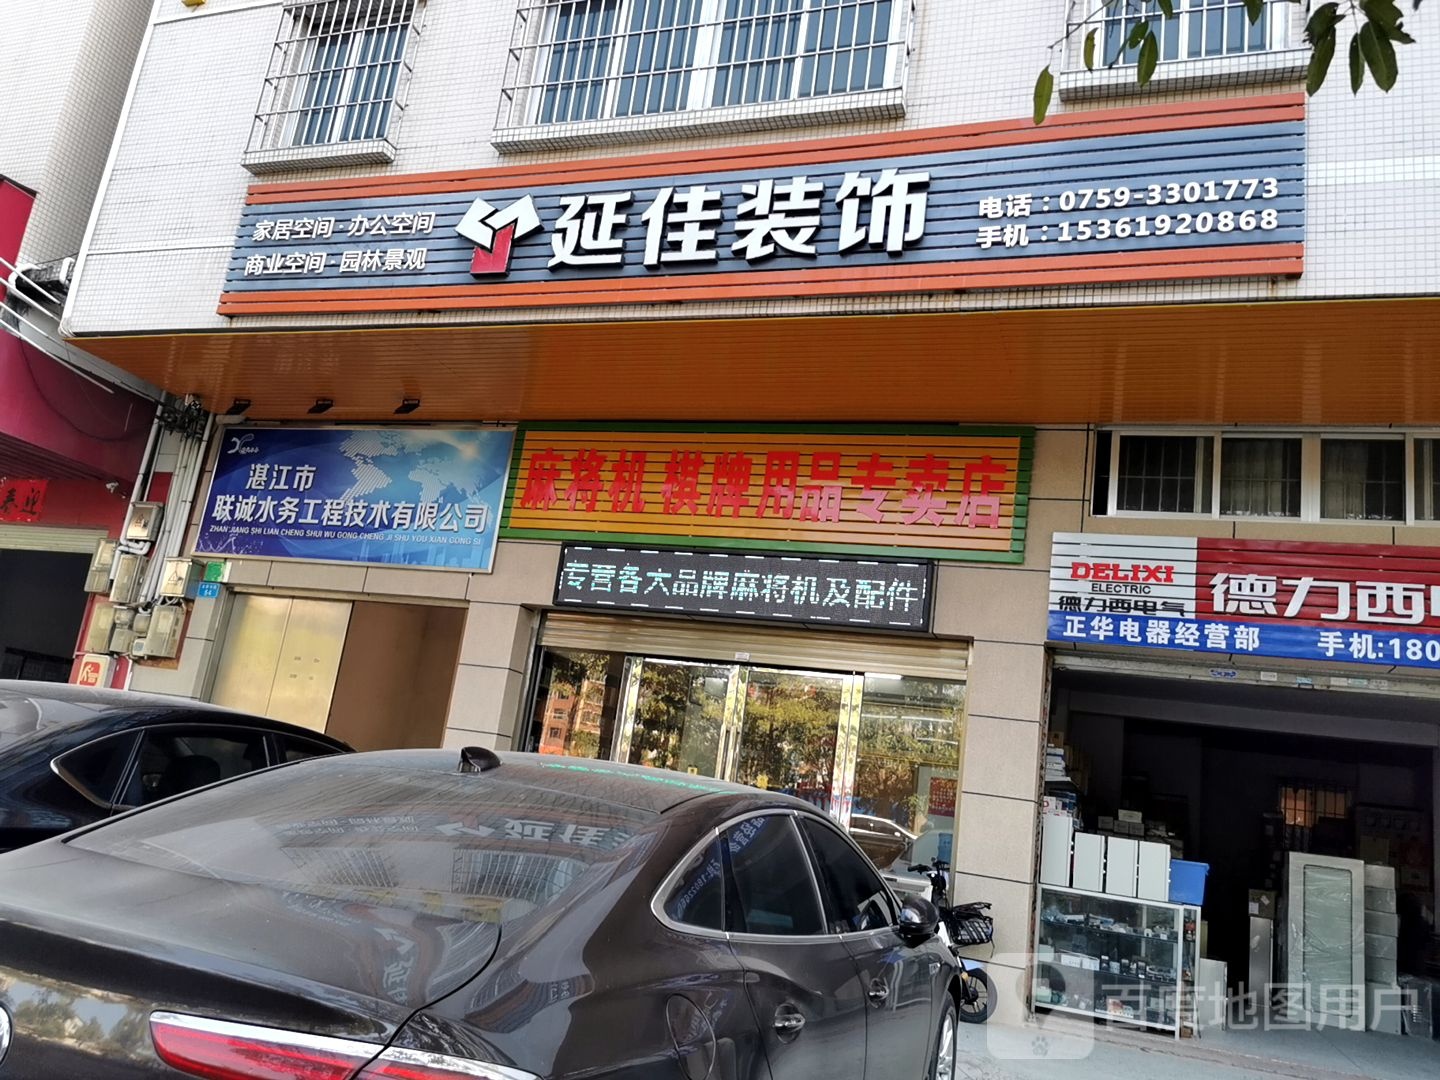 家居空间·办公空间
商业空间·园林景观
延佳装饰
电话：0759-3301773
手机：15361920868
湛江市
联诚水务工程技术有限公司
ZHAN JIANG SHI LIAN CHENG SHUI WU GONG CHENG JI SHU YOU XIAN GONG SI
麻将机 棋牌用品专卖店
专营各大品牌麻将机及配件
DELIXI
ELECTRIC
德力西电气
德力西电
正华电器经营部 手机:180
春迎
百度地图用户